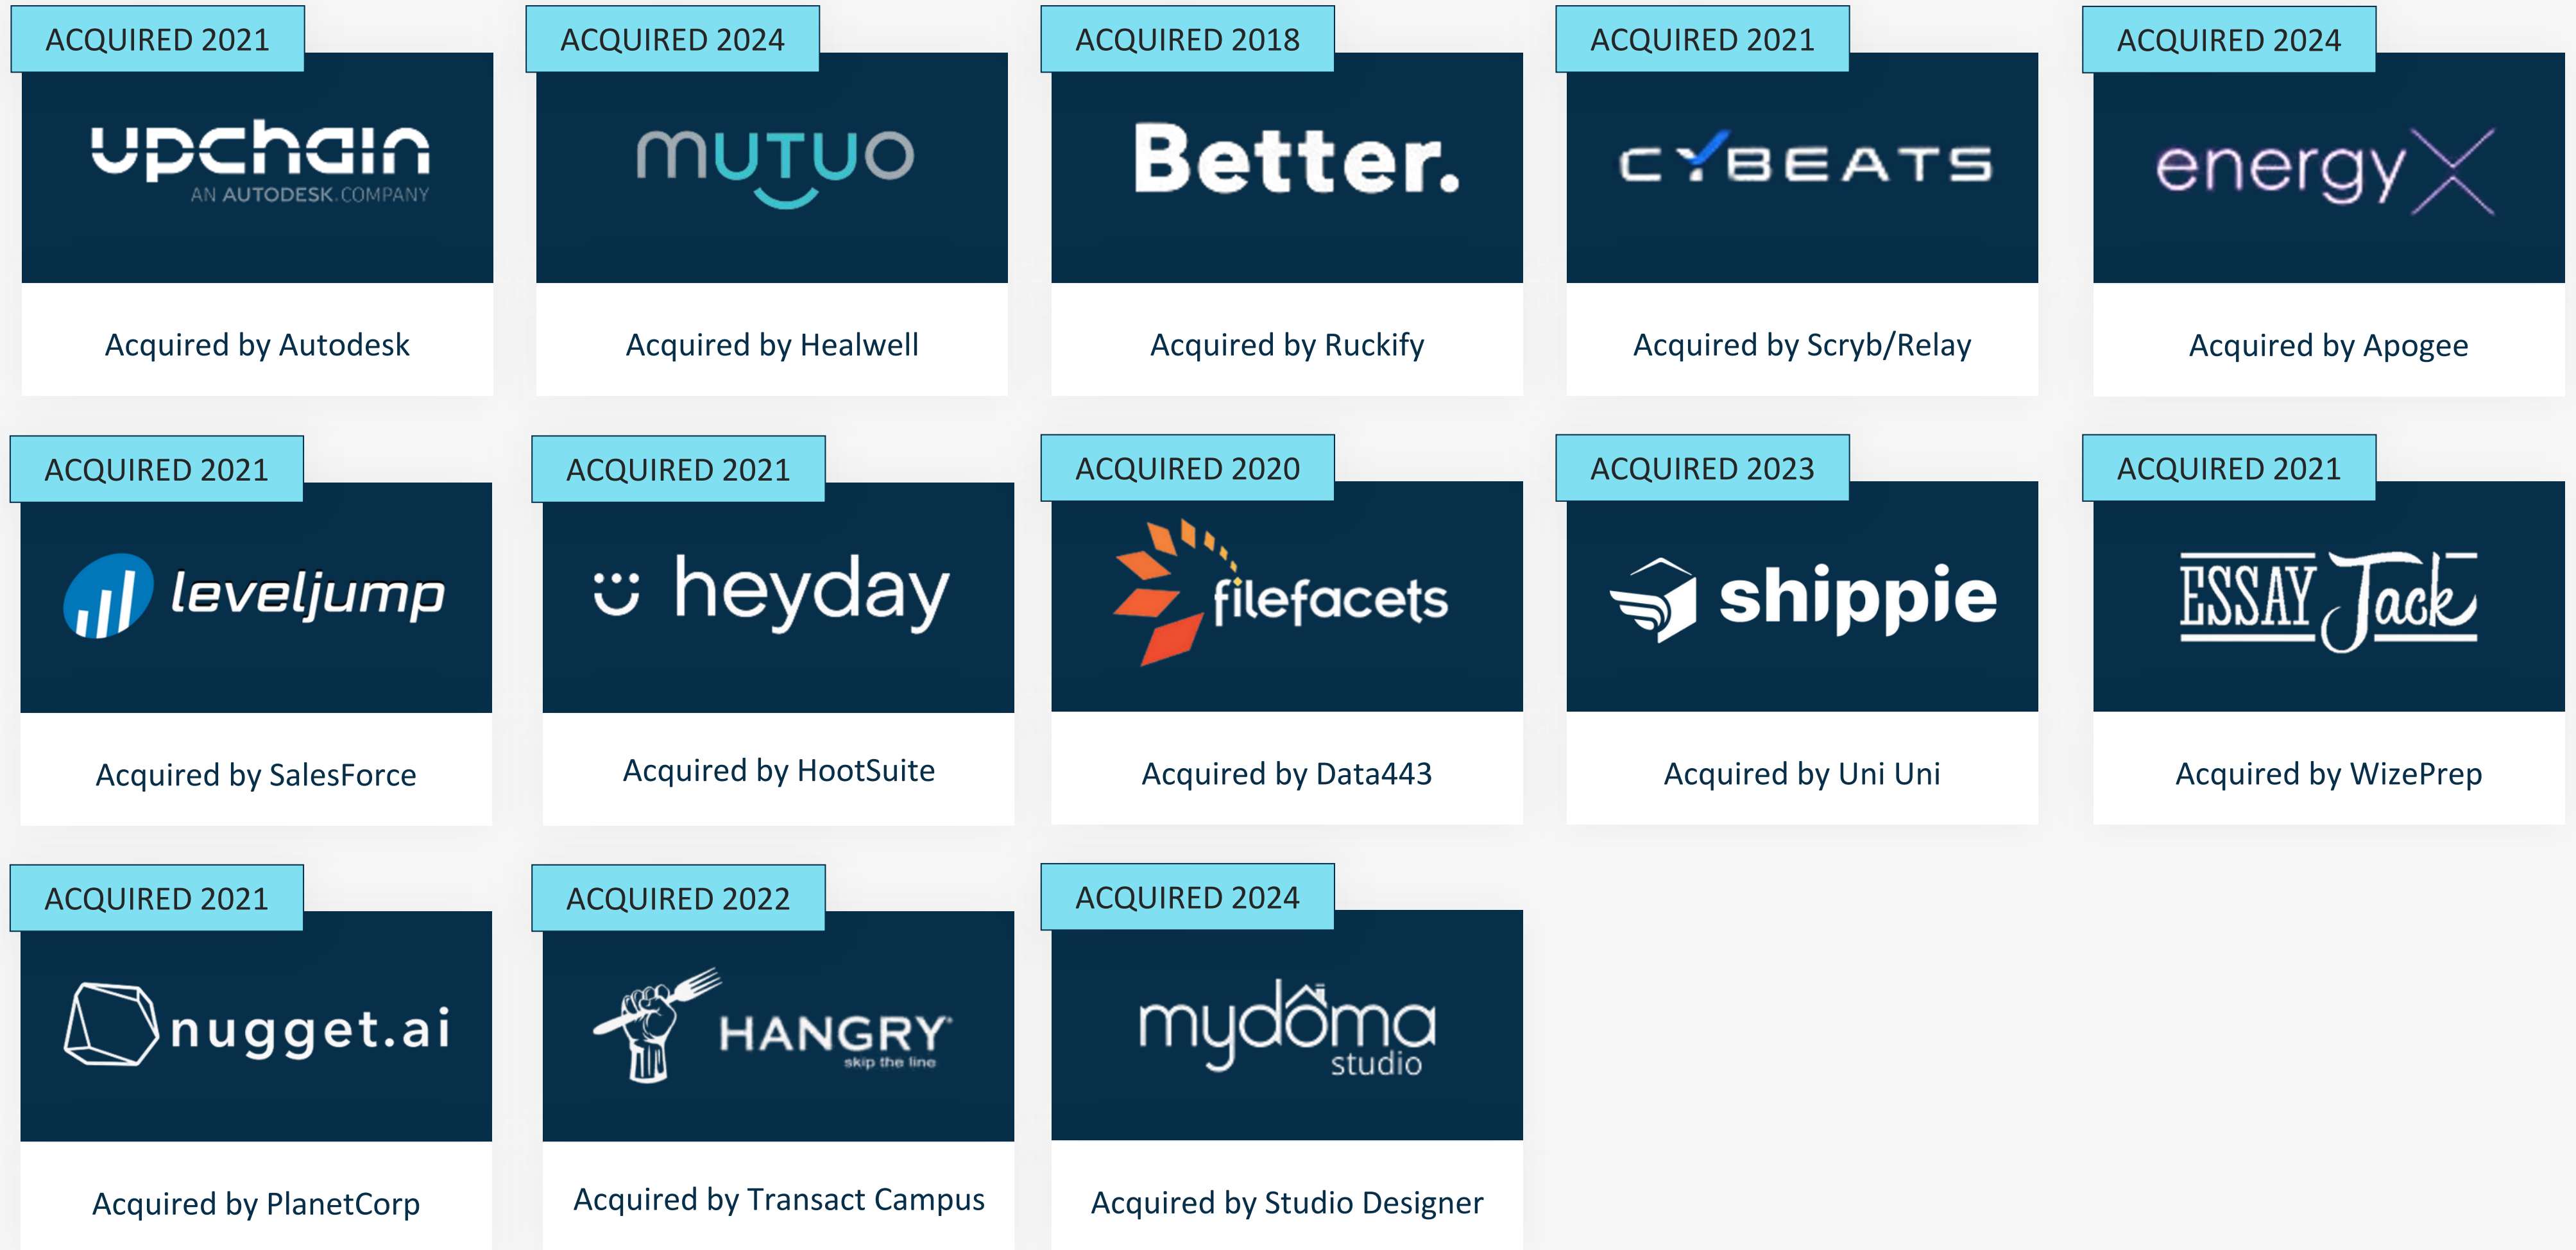 ACQUIRED 2021
upchain
AN AUTODESK COMPANY
Acquired by Autodesk
ACQUIRED 2024
mUTUO
Acquired by Healwell
ACQUIRED 2018
Better.
Acquired by Ruckify
ACQUIRED 2021
CYBEATS
Acquired by Scryb/Relay
ACQUIRED 2024
energyX
Acquired by Apogee
ACQUIRED 2021
leveljump
Acquired by SalesForce
ACQUIRED 2021
heyday
Acquired by HootSuite
ACQUIRED 2020
filefacets
Acquired by Data443
ACQUIRED 2023
shippie
Acquired by Uni Uni
ACQUIRED 2021
ESSAY Jack
Acquired by WizePrep
ACQUIRED 2021
nugget.ai
Acquired by PlanetCorp
ACQUIRED 2022
HANGRY
skip the line
Acquired by Transact Campus
ACQUIRED 2024
mydoma
studio
Acquired by Studio Designer